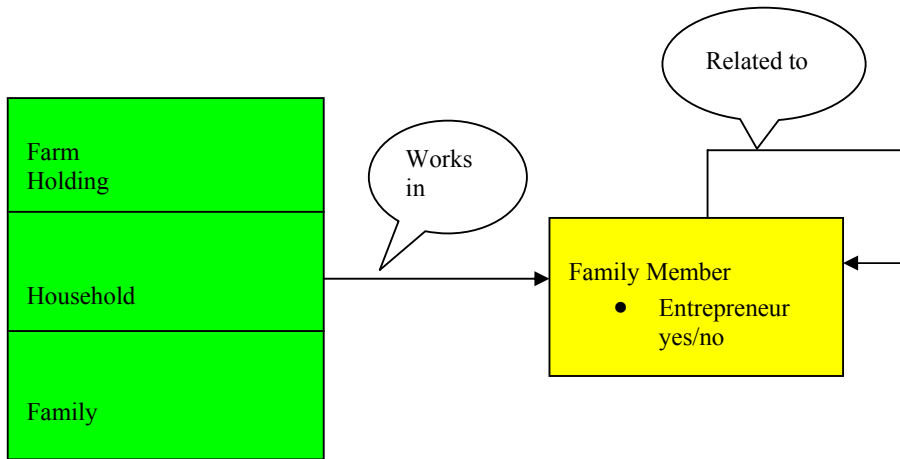 Related to
Farm
Holding
Works
in
Household
Family Member
● Entrepreneur
yes/no
Family